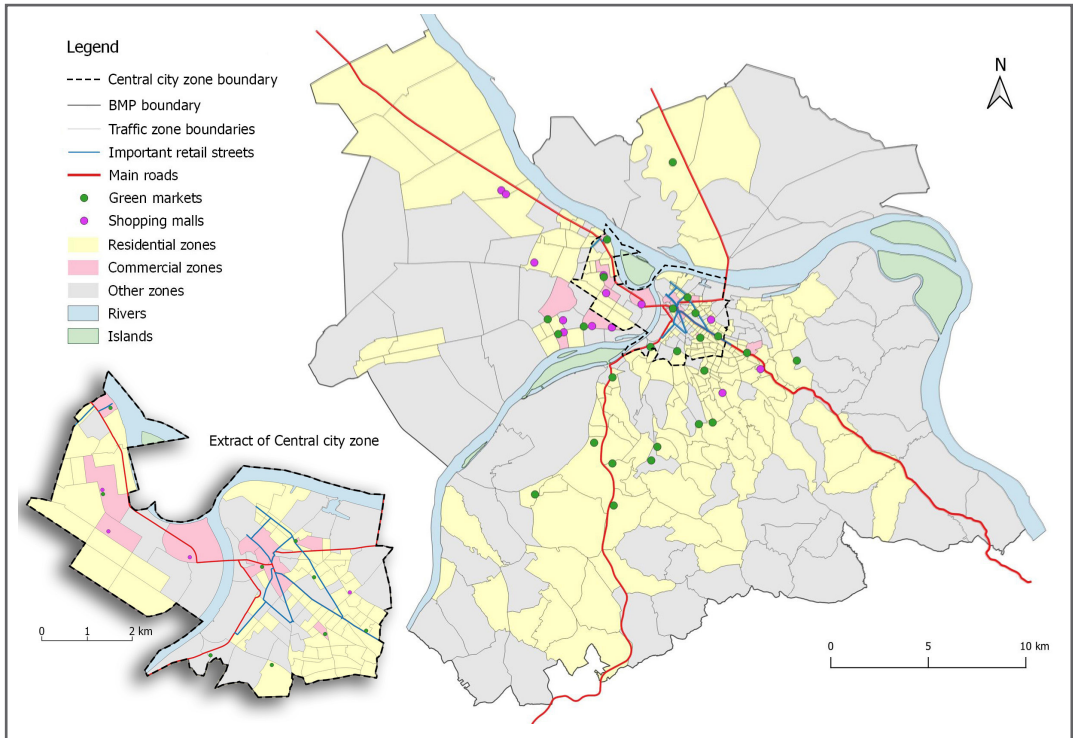 Legend
Central city zone boundary
BMP boundary
Traffic zone boundaries
Important retail streets
Main roads
Green markets
Shopping malls
Residential zones
Commercial zones
Other zones
Rivers
Islands
N
Extract of Central city zone
0 1 2 km
0 5 10 km